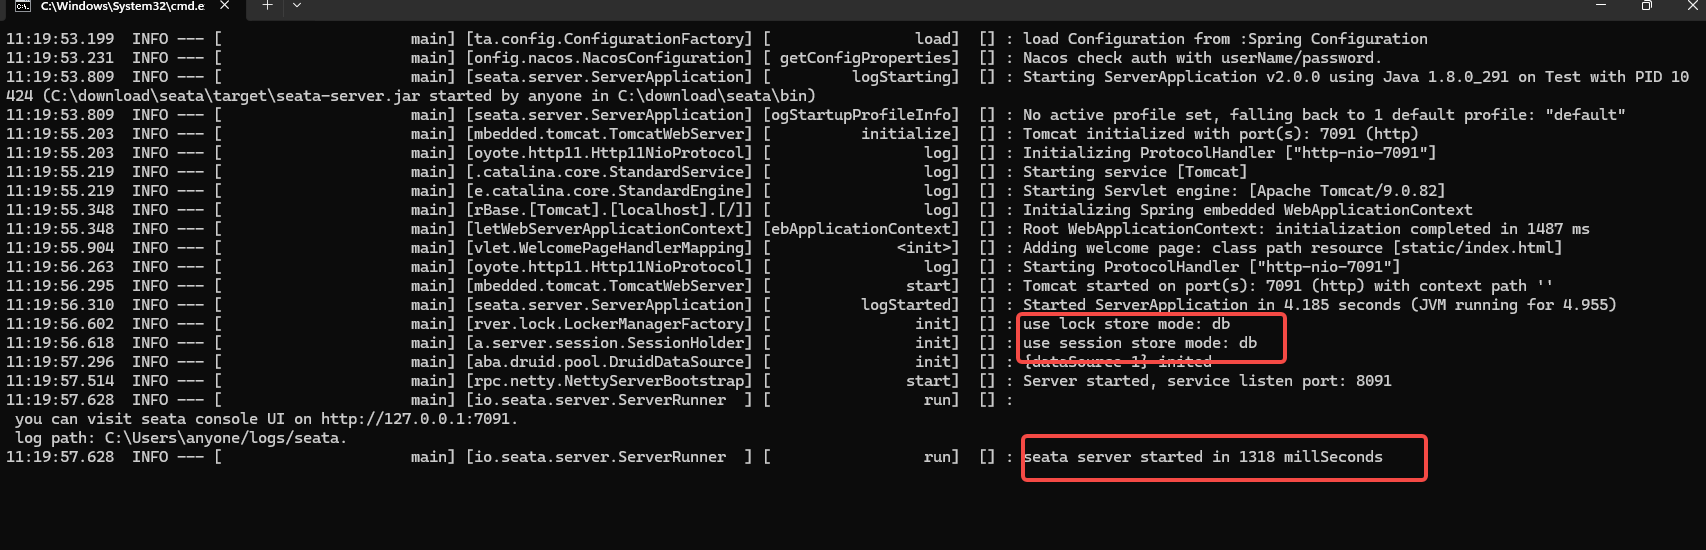 C:\Windows\System32\cmd.e
11:19:53.199  INFO --- [                     main] [ta.config.ConfigurationFactory] [                load]  [] : load Configuration from :Spring Configuration
11:19:53.231  INFO --- [                     main] [onfig.nacos.NacosConfiguration] [ getConfigProperties]  [] : Nacos check auth with userName/password.
11:19:53.809  INFO --- [                     main] [seata.server.ServerApplication] [         logStarting]  [] : Starting ServerApplication v2.0.0 using Java 1.8.0_291 on Test with PID 10
424 (C:\download\seata\target\seata-server.jar started by anyone in C:\download\seata\bin)
11:19:53.809  INFO --- [                     main] [seata.server.ServerApplication] [ogStartupProfileInfo]  [] : No active profile set, falling back to 1 default profile: "default"
11:19:55.203  INFO --- [                     main] [mbedded.tomcat.TomcatWebServer] [          initialize]  [] : Tomcat initialized with port(s): 7091 (http)
11:19:55.203  INFO --- [                     main] [oyote.http11.Http11NioProtocol] [                 log]  [] : Initializing ProtocolHandler ["http-nio-7091"]
11:19:55.219  INFO --- [                     main] [.catalina.core.StandardService] [                 log]  [] : Starting service [Tomcat]
11:19:55.219  INFO --- [                     main] [e.catalina.core.StandardEngine] [                 log]  [] : Starting Servlet engine: [Apache Tomcat/9.0.82]
11:19:55.348  INFO --- [                     main] [rBase.[Tomcat].[localhost].[/]] [                 log]  [] : Initializing Spring embedded WebApplicationContext
11:19:55.348  INFO --- [                     main] [letWebServerApplicationContext] [ebApplicationContext]  [] : Root WebApplicationContext: initialization completed in 1487 ms
11:19:55.904  INFO --- [                     main] [vlet.WelcomePageHandlerMapping] [              <init>]  [] : Adding welcome page: class path resource [static/index.html]
11:19:56.263  INFO --- [                     main] [oyote.http11.Http11NioProtocol] [                 log]  [] : Starting ProtocolHandler ["http-nio-7091"]
11:19:56.295  INFO --- [                     main] [mbedded.tomcat.TomcatWebServer] [               start]  [] : Tomcat started on port(s): 7091 (http) with context path ''
11:19:56.310  INFO --- [                     main] [seata.server.ServerApplication] [          logStarted]  [] : Started ServerApplication in 4.185 seconds (JVM running for 4.955)
11:19:56.602  INFO --- [                     main] [rver.lock.LockerManagerFactory] [                init]  [] : use lock store mode: db
11:19:56.618  INFO --- [                     main] [a.server.session.SessionHolder] [                init]  [] : use session store mode: db
11:19:57.296  INFO --- [                     main] [aba.druid.pool.DruidDataSource] [                init]  [] : {dataSource-1} inited
11:19:57.514  INFO --- [                     main] [rpc.netty.NettyServerBootstrap] [               start]  [] : Server started, service listen port: 8091
11:19:57.628  INFO --- [                     main] [io.seata.server.ServerRunner  ] [                 run]  [] :
 you can visit seata console UI on http://127.0.0.1:7091.
 log path: C:\Users\anyone/logs/seata.
11:19:57.628  INFO --- [                     main] [io.seata.server.ServerRunner  ] [                 run]  [] : seata server started in 1318 millSeconds